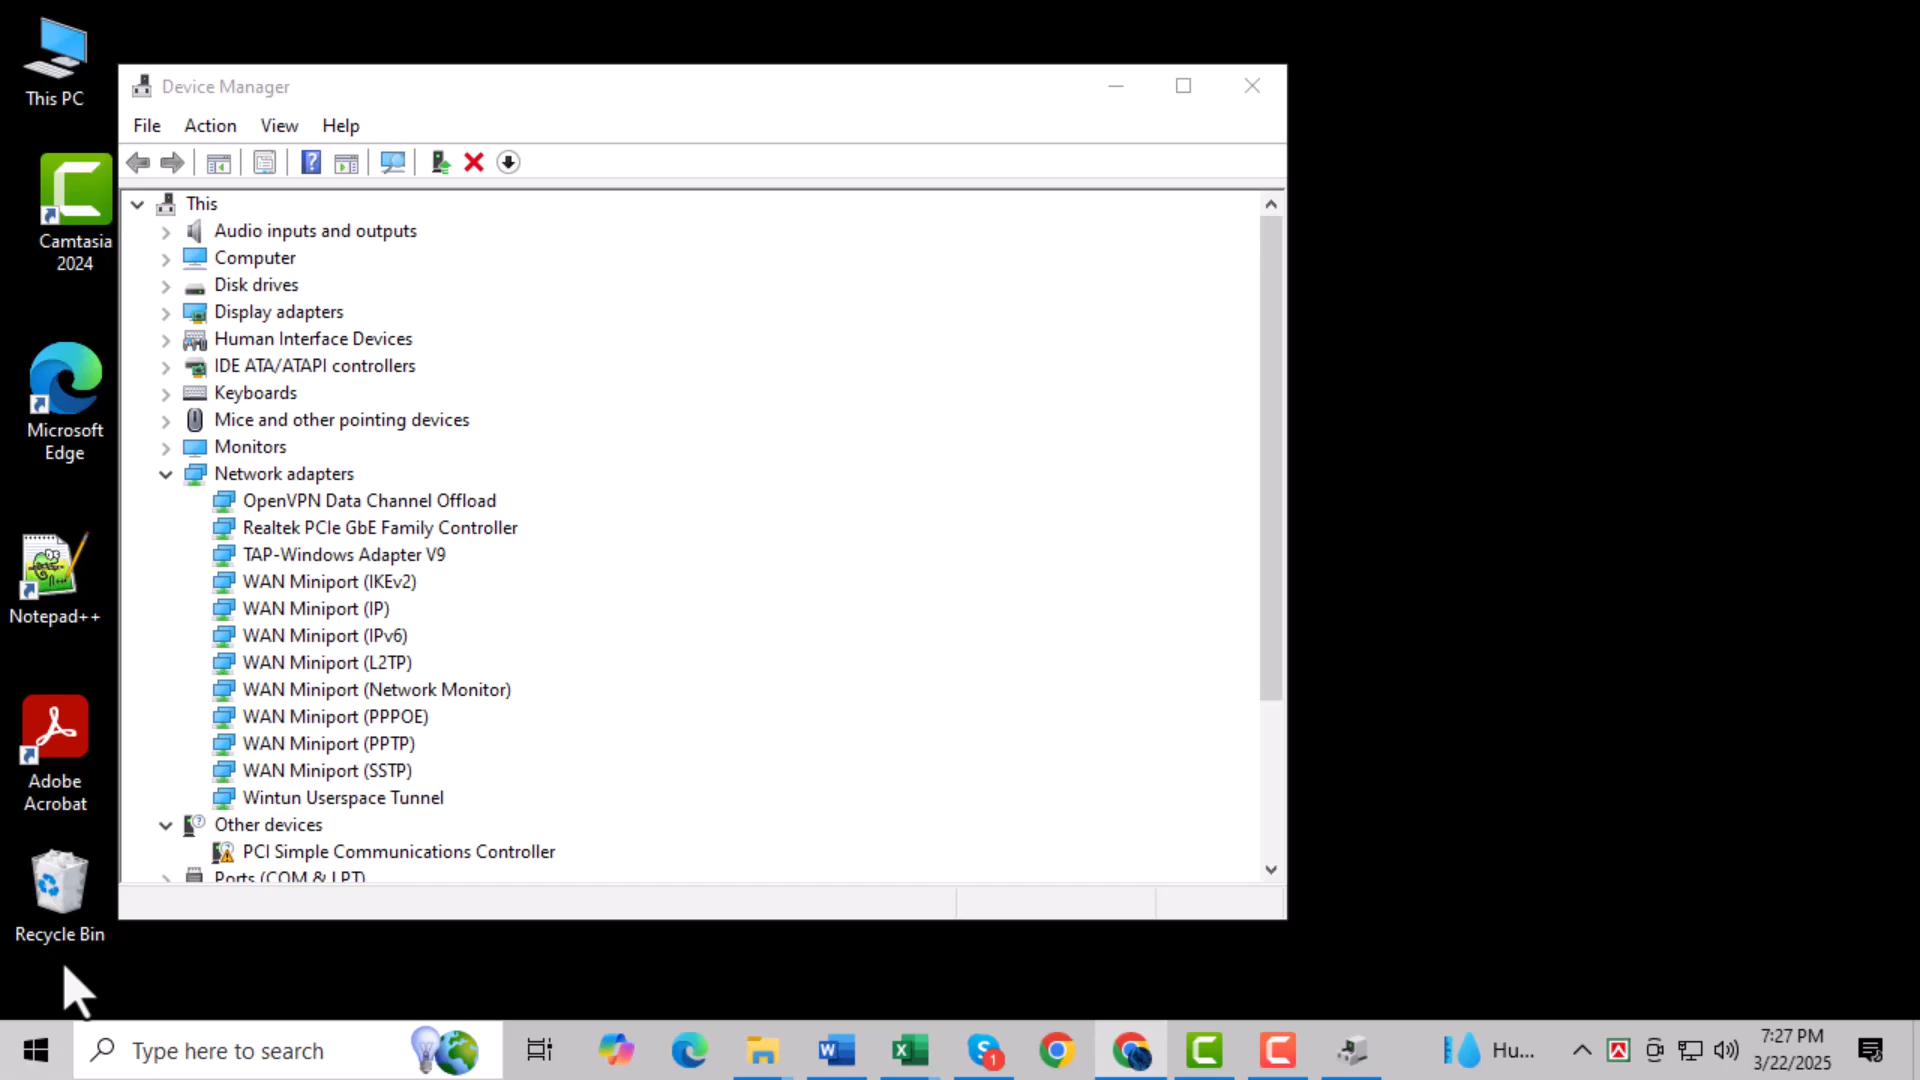 This PC
Camtasia
2024
Microsoft
Edge
Notepad++
Adobe
Acrobat
Recycle Bin
Device Manager
File Action View Help
This
Audio inputs and outputs
Computer
Disk drives
Display adapters
Human Interface Devices
IDE ATA/ATAPI controllers
Keyboards
Mice and other pointing devices
Monitors
Network adapters
OpenVPN Data Channel Offload
Realtek PCIe GbE Family Controller
TAP-Windows Adapter V9
WAN Miniport (IKEv2)
WAN Miniport (IP)
WAN Miniport (IPv6)
WAN Miniport (L2TP)
WAN Miniport (Network Monitor)
WAN Miniport (PPPOE)
WAN Miniport (PPTP)
WAN Miniport (SSTP)
Wintun Userspace Tunnel
Other devices
PCI Simple Communications Controller
Ports (COM & LPT)
Type here to search
1
Hu...
7:27 PM
3/22/2025